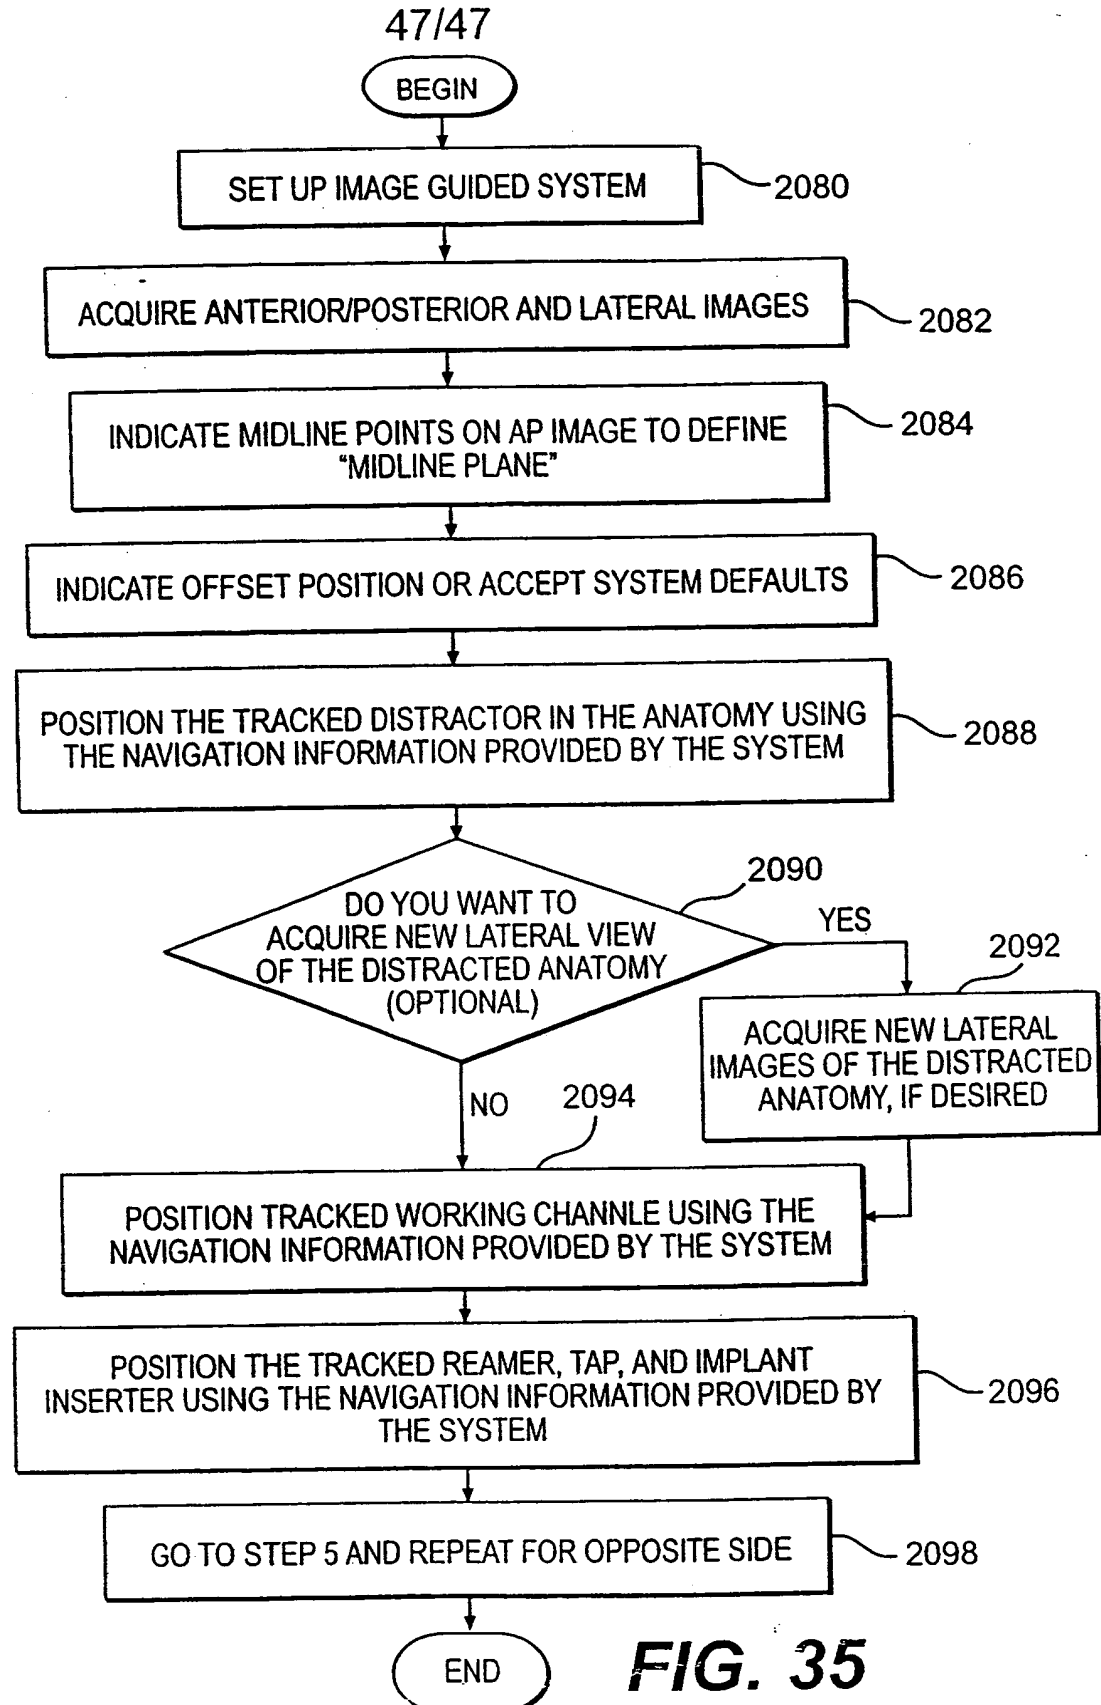 47/47
BEGIN
SET UP IMAGE GUIDED SYSTEM
2080
ACQUIRE ANTERIOR/POSTERIOR AND LATERAL IMAGES
2082
INDICATE MIDLINE POINTS ON AP IMAGE TO DEFINE
"MIDLINE PLANE"
2084
INDICATE OFFSET POSITION OR ACCEPT SYSTEM DEFAULTS
2086
POSITION THE TRACKED DISTRACTOR IN THE ANATOMY USING
THE NAVIGATION INFORMATION PROVIDED BY THE SYSTEM
2088
DO YOU WANT TO
ACQUIRE NEW LATERAL VIEW
OF THE DISTRACTED ANATOMY
(OPTIONAL)
2090
YES
2092
ACQUIRE NEW LATERAL
IMAGES OF THE DISTRACTED
ANATOMY, IF DESIRED
NO
2094
POSITION TRACKED WORKING CHANNLE USING THE
NAVIGATION INFORMATION PROVIDED BY THE SYSTEM
POSITION THE TRACKED REAMER, TAP, AND IMPLANT
INSERTER USING THE NAVIGATION INFORMATION PROVIDED BY
THE SYSTEM
2096
GO TO STEP 5 AND REPEAT FOR OPPOSITE SIDE
2098
END
FIG. 35